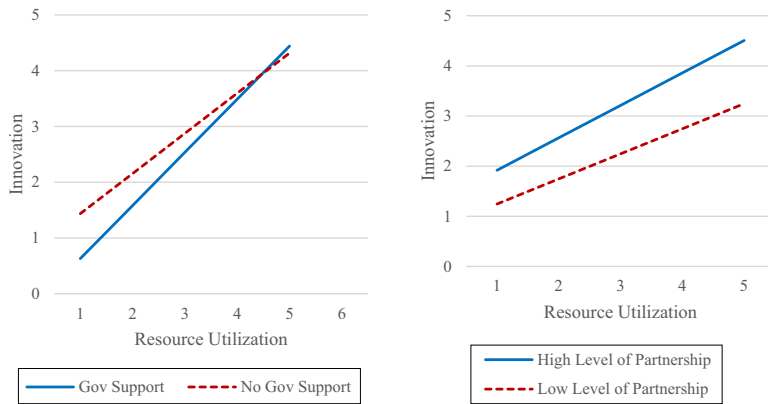 5
4
3
2
1
0
Innovation
1 2 3 4 5 6
Resource Utilization
Gov Support No Gov Support
5
4
3
2
1
0
Innovation
1 2 3 4 5
Resource Utilization
High Level of Partnership
Low Level of Partnership